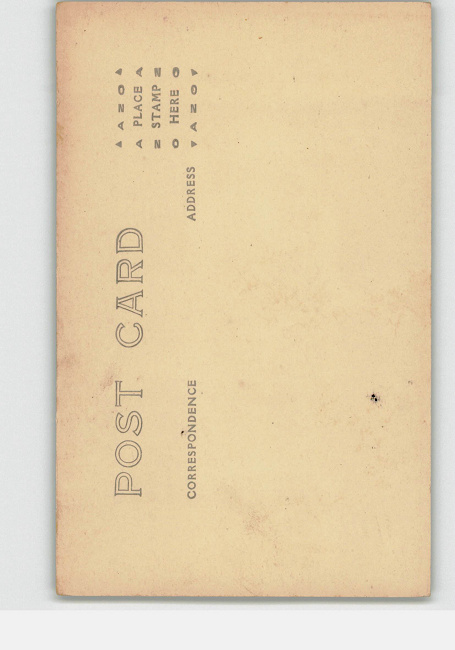 AZO
POST CARD
A PLACE A
Z STAMP Z
O HERE O
AZO
CORRESPONDENCE ADDRESS